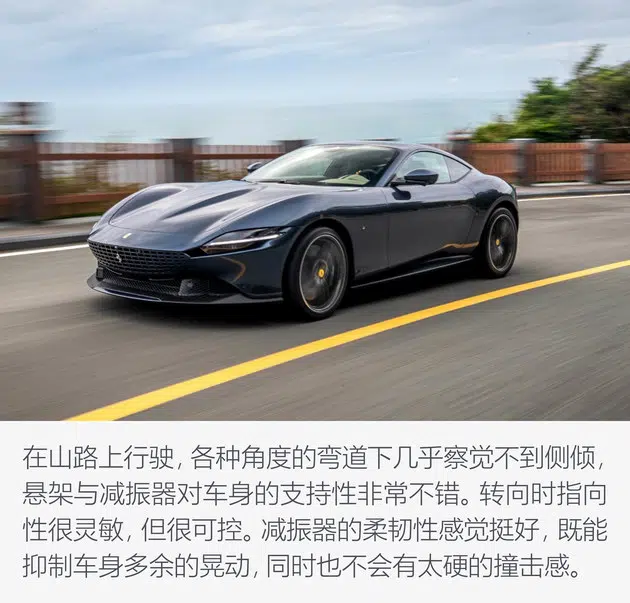 在山路上行驶，各种角度的弯道下几乎察觉不到侧倾，
悬架与减振器对车身的支持性非常不错。转向时指向
性很灵敏，但很可控。减振器的柔韧性感觉挺好，既能
抑制车身多余的晃动，同时也不会有太硬的撞击感。